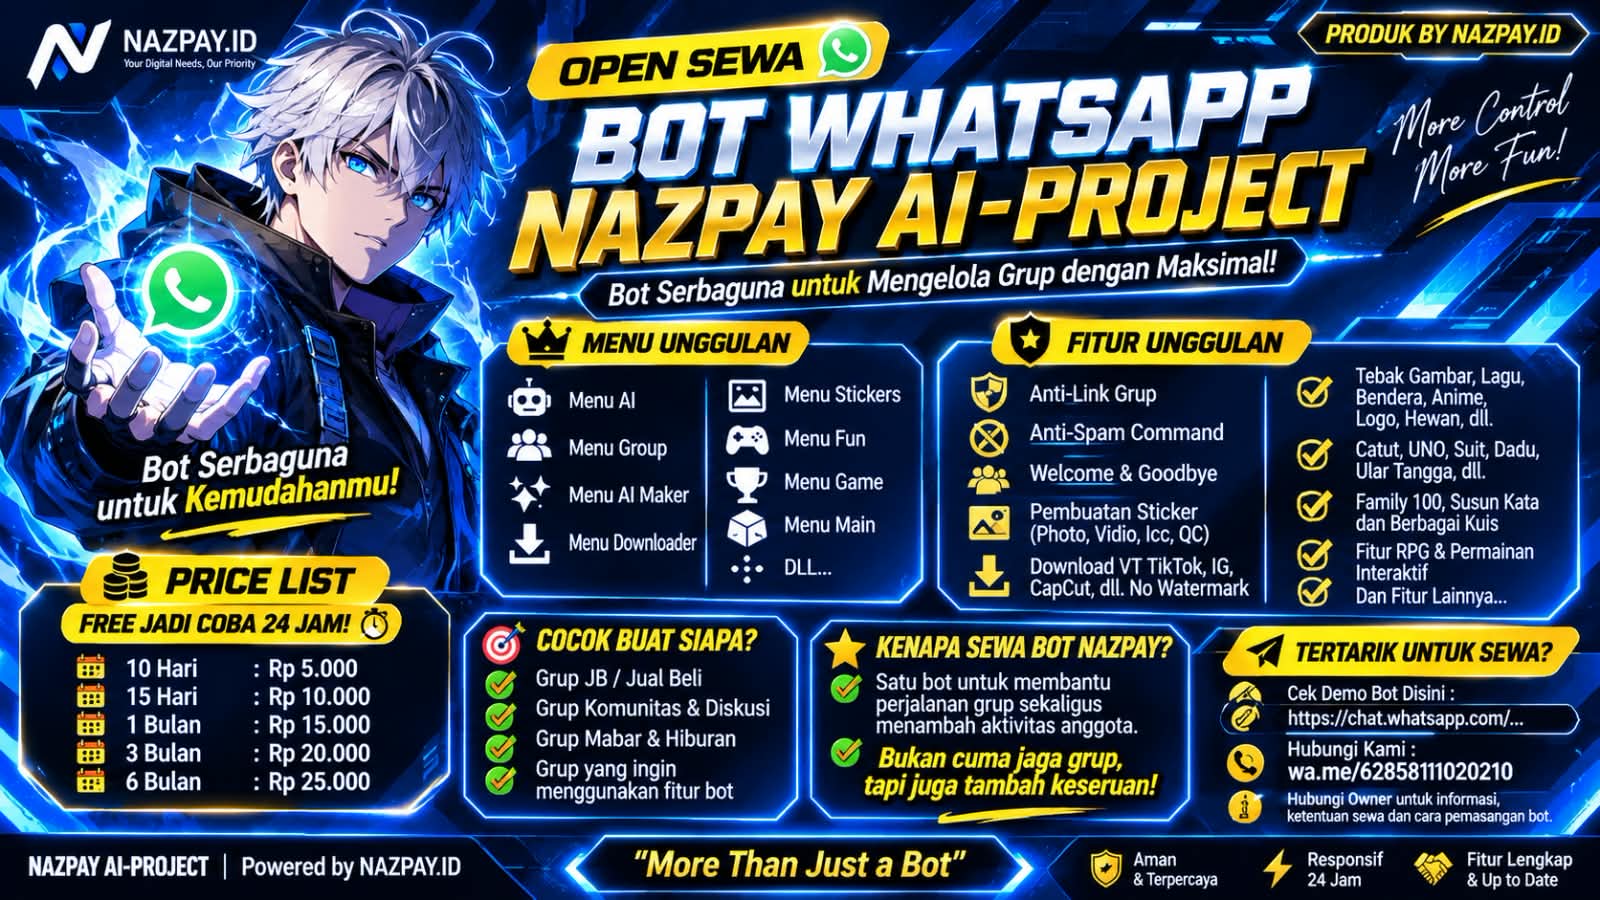 NAZPAY.ID
Your Digital Needs, Our Priority
OPEN SEWA
PRODUK BY NAZPAY.ID
BOT WHATSAPP
NAZPAY AI-PROJECT
More Control
More Fun!
Bot Serbaguna untuk Mengelola Grup dengan Maksimal!
Bot Serbaguna
untuk Kemudahanmu!
MENU UNGGULAN
Menu AI
Menu Group
Menu AI Maker
Menu Downloader
Menu Stickers
Menu Fun
Menu Game
Menu Main
DLL...
FITUR UNGGULAN
Anti-Link Grup
Anti-Spam Command
Welcome & Goodbye
Pembuatan Sticker
(Photo, Vidio, Icc, QC)
Download VT TikTok, IG,
CapCut, dll. No Watermark
Tebak Gambar, Lagu,
Bendera, Anime,
Logo, Hewan, dll.
Catut, UNO, Suit, Dadu,
Ular Tangga, dll.
Family 100, Susun Kata
dan Berbagai Kuis
Fitur RPG & Permainan
Interaktif
Dan Fitur Lainnya...
PRICE LIST
FREE JADI COBA 24 JAM!
10 Hari : Rp 5.000
15 Hari : Rp 10.000
1 Bulan : Rp 15.000
3 Bulan : Rp 20.000
6 Bulan : Rp 25.000
COCOK BUAT SIAPA?
Grup JB / Jual Beli
Grup Komunitas & Diskusi
Grup Mabar & Hiburan
Grup yang ingin
menggunakan fitur bot
KENAPA SEWA BOT NAZPAY?
Satu bot untuk membantu
perjalanan grup sekaligus
menambah aktivitas anggota.
Bukan cuma jaga grup,
tapi juga tambah keseruan!
TERTARIK UNTUK SEWA?
Cek Demo Bot Disini :
https://chat.whatsapp.com/...
Hubungi Kami :
wa.me/62858111020210
Hubungi Owner untuk informasi,
ketentuan sewa dan cara pemasangan bot.
NAZPAY AI-PROJECT | Powered by NAZPAY.ID
"More Than Just a Bot"
Aman
& Terpercaya
Responsif
24 Jam
Fitur Lengkap
& Up to Date